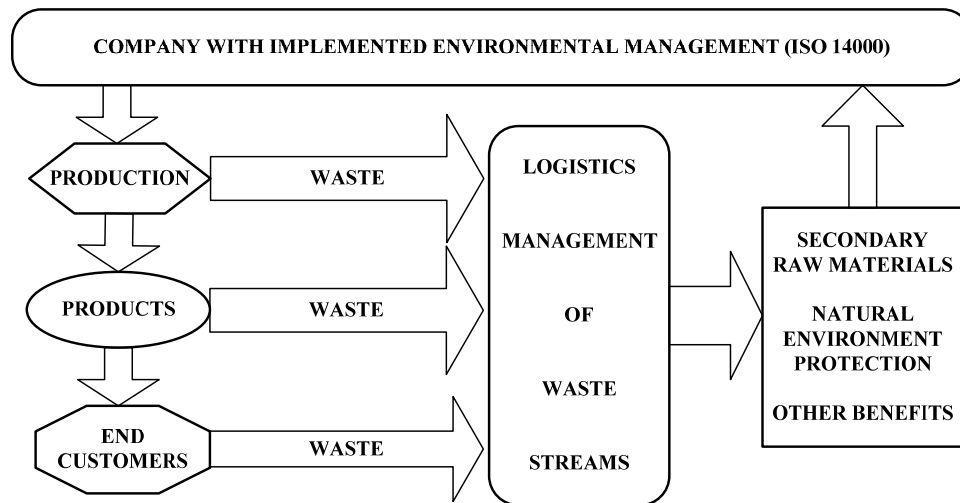 COMPANY WITH IMPLEMENTED ENVIRONMENTAL MANAGEMENT (ISO 14000)
PRODUCTION
WASTE
PRODUCTS
WASTE
END
CUSTOMERS
WASTE
LOGISTICS
MANAGEMENT
OF
WASTE
STREAMS
SECONDARY
RAW MATERIALS
NATURAL
ENVIRONMENT
PROTECTION
OTHER BENEFITS